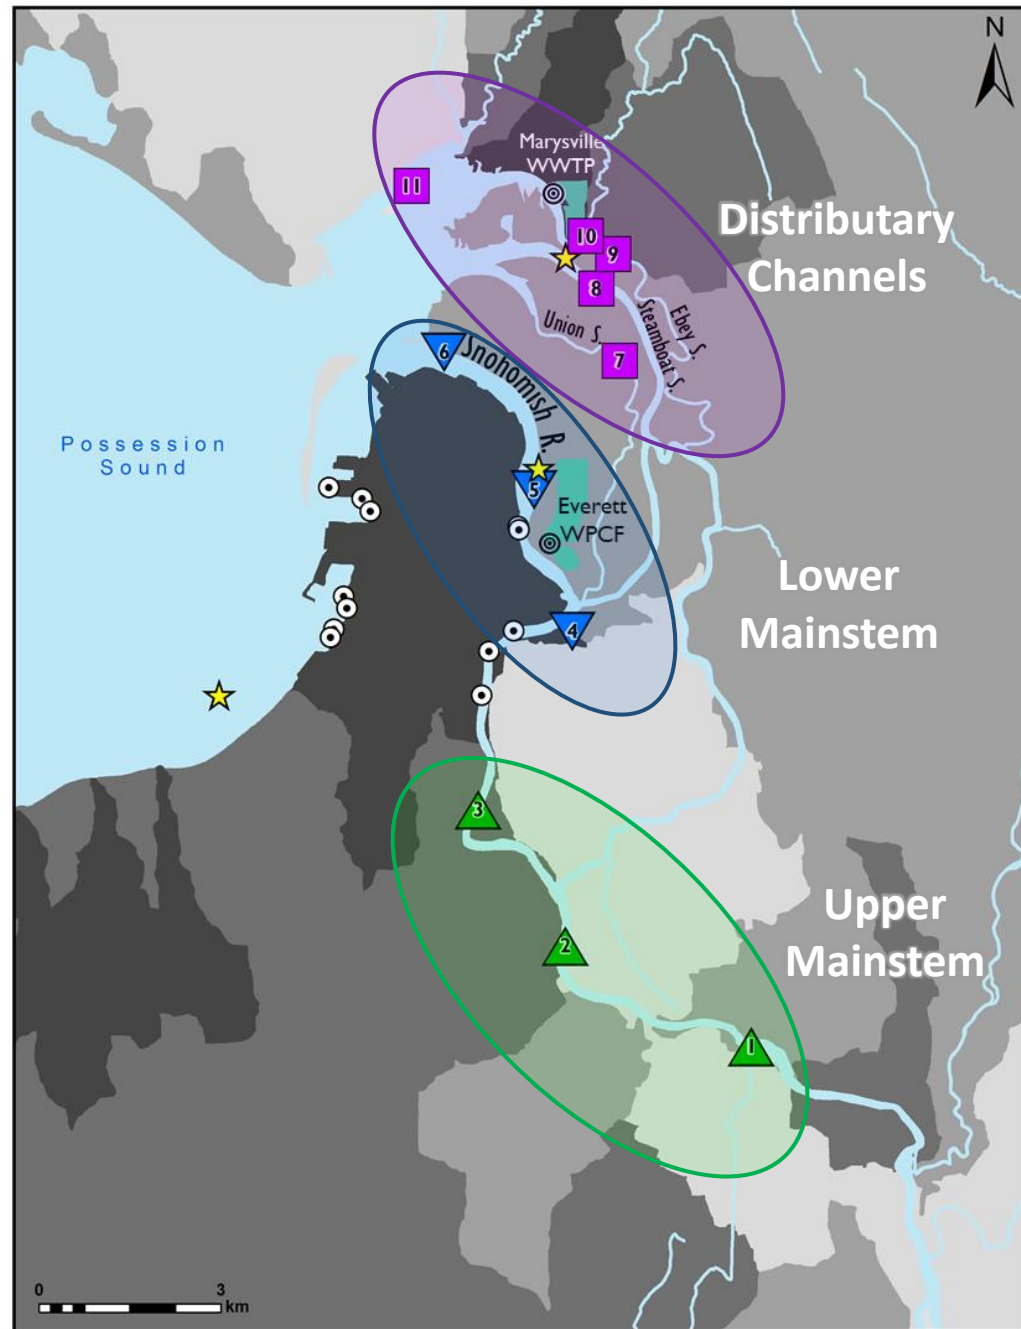 N
Marysville
WWTP
11
10
9
8
7
Distributary
Channels
Union S.
Steamboat S.
Ebey S.
6
Snohomish R.
Possession
Sound
5
Everett
WPCF
4
Lower
Mainstem
3
2
1
Upper
Mainstem
0 3
km